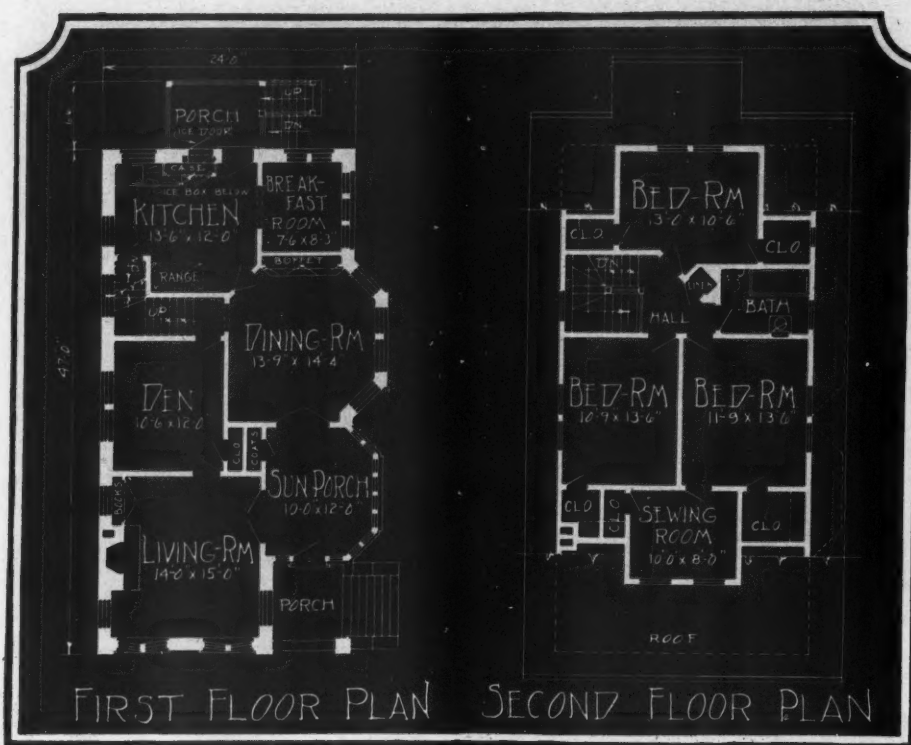 24'0"
PORCH
ICE DOOR
UP
DN
CASE
ICE BOX BELOW
KITCHEN
13'-6" x 12'-0"
BREAK-
FAST
ROOM
7'-6 x 8'-3
BUFFET
RANGE
DN
UP
DINING-RM
13'-9" x 14'-4"
47'0"
DEN
10'-6 x 12'0
CLO
COATS
SUN PORCH
10'-0 x 12'-0"
BOOKS
LIVING-RM
14'-0 x 15'-0"
PORCH
FIRST FLOOR PLAN
BED-RM
13'-0 x 10'-6"
CLO.
CLO.
DN
LINEN
HALL
BATH
BED-RM
10'-9 x 13'-6"
BED-RM
11'-9 x 13'-6"
CLO
CLO
SEWING
ROOM
10'0" x 8'-0"
CLO
ROOF
SECOND FLOOR PLAN